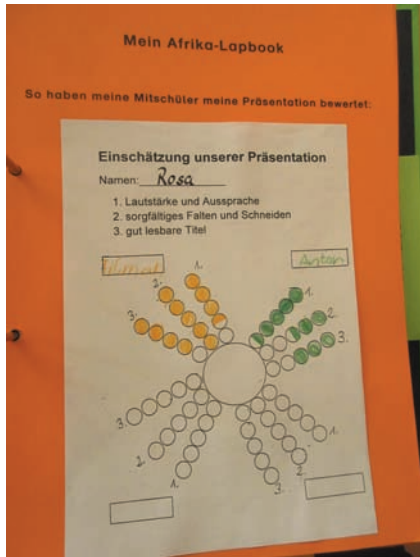 Mein Afrika-Lapbook
So haben meine Mitschüler meine Präsentation bewertet:
Einschätzung unserer Präsentation
Namen: Rosa
1. Lautstärke und Aussprache
2. sorgfältiges Falten und Schneiden
3. gut lesbare Titel
Anton
1.
2.
3.
1.
2.
3.
3.
2.
1.
1.
2.
3.